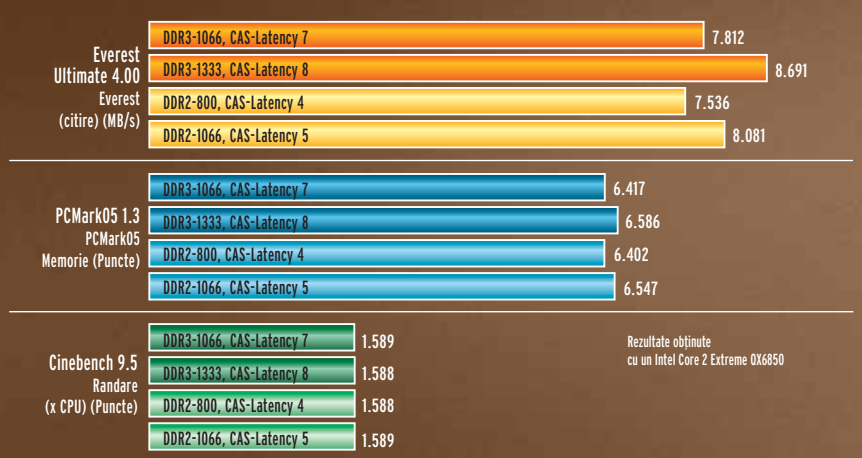 Everest
Ultimate 4.00
Everest
(citire) (MB/s)
DDR3-1066, CAS-Latency 7 7.812
DDR3-1333, CAS-Latency 8 8.691
DDR2-800, CAS-Latency 4 7.536
DDR2-1066, CAS-Latency 5 8.081
PCMark05 1.3
PCMark05
Memorie (Puncte)
DDR3-1066, CAS-Latency 7 6.417
DDR3-1333, CAS-Latency 8 6.586
DDR2-800, CAS-Latency 4 6.402
DDR2-1066, CAS-Latency 5 6.547
Cinebench 9.5
Randare
(x CPU) (Puncte)
DDR3-1066, CAS-Latency 7 1.589
DDR3-1333, CAS-Latency 8 1.588
DDR2-800, CAS-Latency 4 1.588
DDR2-1066, CAS-Latency 5 1.589
Rezultate obținute
cu un Intel Core 2 Extreme QX6850